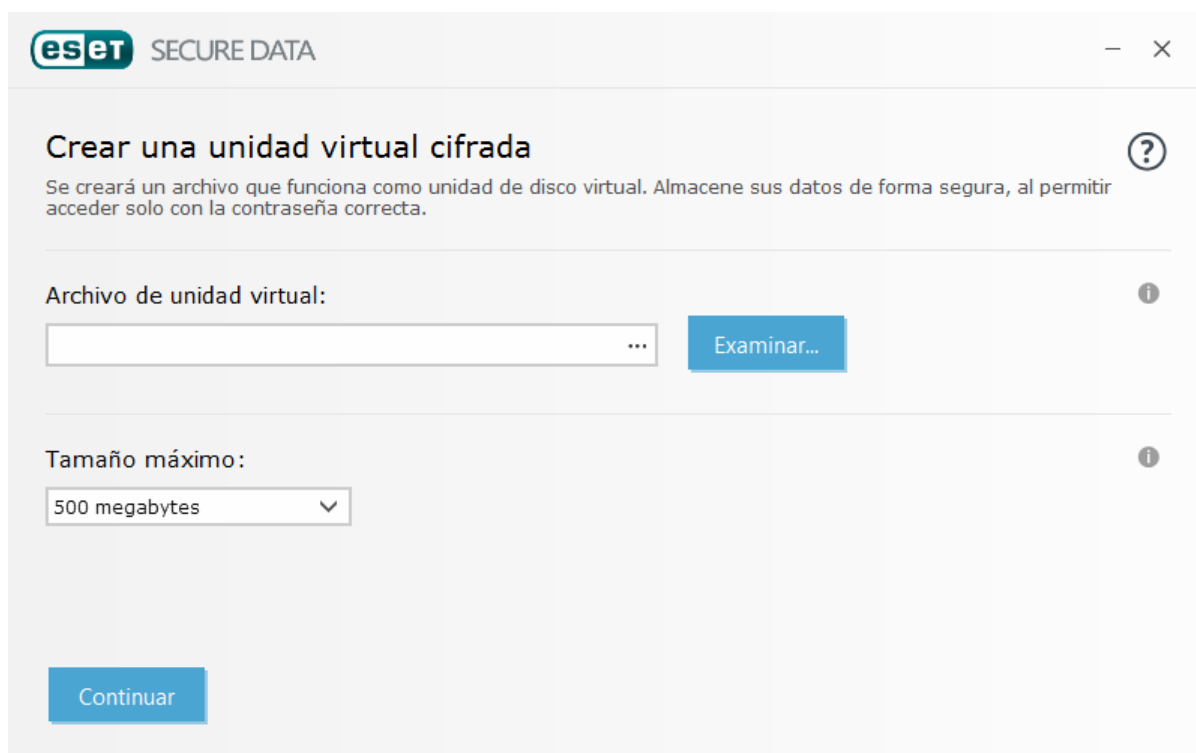 eseT SECURE DATA
Crear una unidad virtual cifrada
Se creará un archivo que funciona como unidad de disco virtual. Almacene sus datos de forma segura, al permitir
acceder solo con la contraseña correcta.
Archivo de unidad virtual:
... Examinar...
Tamaño máximo:
500 megabytes
Continuar